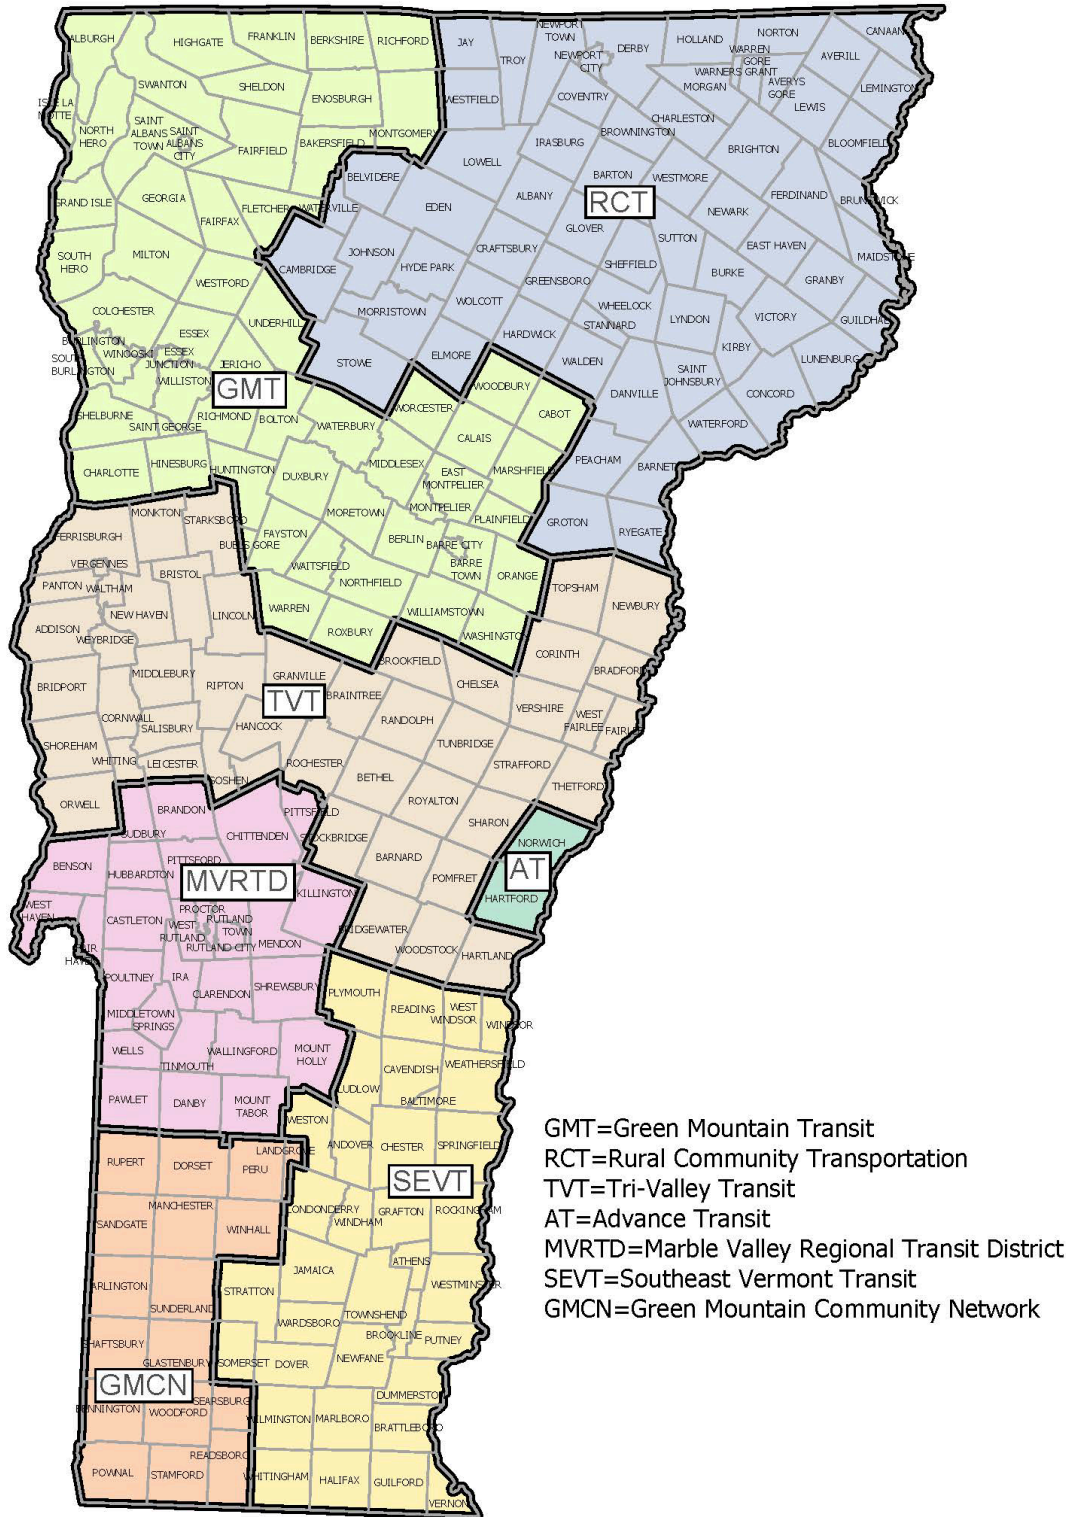 ALBURGH
HIGHGATE
FRANKLIN
BERKSHIRE
RICHFORD
JAY
TROY
NEWPORT
TOWN
NEWPORT
CITY
DERBY
HOLLAND
NORTON
WARREN
GORE
WARNERS GRANT
AVERYS
GORE
AVERILL
CANAAN
LEMINGTON
LEWIS
SWANTON
SHELDON
ENOSBURGH
WESTFIELD
COVENTRY
MORGAN
CHARLESTON
BROWNINGTON
BLOOMFIELD
ISLE LA
MOTTE
NORTH
HERO
SAINT
ALBANS
TOWN
SAINT
ALBANS
CITY
FAIRFIELD
BAKERSFIELD
MONTGOMERY
LOWELL
IRASBURG
BRIGHTON
BARTON
WESTMORE
RCT
BELVIDERE
EDEN
ALBANY
GLOVER
NEWARK
FERDINAND
BRUNSWICK
GRAND ISLE
GEORGIA
FAIRFAX
FLETCHER
WATERVILLE
SOUTH
HERO
MILTON
WESTFORD
CAMBRIDGE
JOHNSON
HYDE PARK
CRAFTSBURY
GREENSBORO
SHEFFIELD
SUTTON
BURKE
EAST HAVEN
GRANBY
MAIDSTONE
COLCHESTER
UNDERHILL
MORRISTOWN
WOLCOTT
HARDWICK
WHEELOCK
STANNARD
LYNDON
VICTORY
GUILDHALL
BURLINGTON
WINOOSKI
ESSEX
ESSEX
JUNCTION
SOUTH
BURLINGTON
JERICHO
WILLISTON
GMT
STOWE
ELMORE
WALDEN
KIRBY
LUNENBURG
SAINT
JOHNSBURY
DANVILLE
CONCORD
WATERFORD
SHELBURNE
SAINT GEORGE
RICHMOND
BOLTON
WATERBURY
WORCESTER
WOODBURY
CABOT
CALAIS
PEACHAM
BARNET
CHARLOTTE
HINESBURG
HUNTINGTON
DUXBURY
MIDDLESEX
EAST
MONTPELIER
MARSHFIELD
MONTPELIER
PLAINFIELD
GROTON
RYEGATE
MONKTON
STARKSBORO
MORETOWN
BERLIN
BARRE CITY
BARRE
TOWN
ORANGE
FERRISBURGH
BUELS GORE
FAYSTON
WAITSFIELD
NORTHFIELD
VERGENNES
PANTON
WALTHAM
BRISTOL
LINCOLN
WARREN
ROXBURY
WILLIAMSTOWN
WASHINGTON
TOPSHAM
NEWBURY
ADDISON
NEW HAVEN
WEYBRIDGE
CORINTH
BRADFORD
BRIDPORT
MIDDLEBURY
RIPTON
TVT
GRANVILLE
BRAINTREE
BROOKFIELD
CHELSEA
VERSHIRE
WEST
FAIRLEE
FAIRLEE
CORNWALL
SALISBURY
HANCOCK
RANDOLPH
TUNBRIDGE
STRAFFORD
THETFORD
SHOREHAM
WHITING
LEICESTER
GOSHEN
ROCHESTER
BETHEL
ROYALTON
ORWELL
SHARON
BRANDON
SUDBURY
CHITTENDEN
PITTSFIELD
STOCKBRIDGE
BARNARD
NORWICH
AT
HARTFORD
BENSON
HUBBARDTON
PITTSFORD
MVRTD
KILLINGTON
POMFRET
WEST
HAVEN
CASTLETON
PROCTOR
WEST
RUTLAND
RUTLAND
TOWN
RUTLAND CITY
MENDON
BRIDGEWATER
WOODSTOCK
HARTLAND
FAIR
HAVEN
POULTNEY
IRA
CLARENDON
SHREWSBURY
PLYMOUTH
READING
WEST
WINDSOR
WINDSOR
MIDDLETOWN
SPRINGS
WELLS
TINMOUTH
WALLINGFORD
MOUNT
HOLLY
LUDLOW
CAVENDISH
WEATHERSFIELD
BALTIMORE
PAWLET
DANBY
MOUNT
TABOR
WESTON
ANDOVER
CHESTER
SPRINGFIELD
RUPERT
DORSET
PERU
LANDGROVE
SEVT
SANDGATE
MANCHESTER
WINHALL
LONDONDERRY
WINDHAM
GRAFTON
ROCKINGHAM
ATHENS
ARLINGTON
SUNDERLAND
STRATTON
JAMAICA
WESTMINSTER
WARDSBORO
TOWNSHEND
BROOKLINE
PUTNEY
SHAFTSBURY
GLASTENBURY
SOMERSET
DOVER
NEWFANE
GMCN
BENNINGTON
WOODFORD
SEARSBURG
DUMMERSTON
WILMINGTON
MARLBORO
BRATTLEBORO
POWNAL
STAMFORD
READSBORO
WHITINGHAM
HALIFAX
GUILFORD
VERNON
GMT=Green Mountain Transit
RCT=Rural Community Transportation
TVT=Tri-Valley Transit
AT=Advance Transit
MVRTD=Marble Valley Regional Transit District
SEVT=Southeast Vermont Transit
GMCN=Green Mountain Community Network